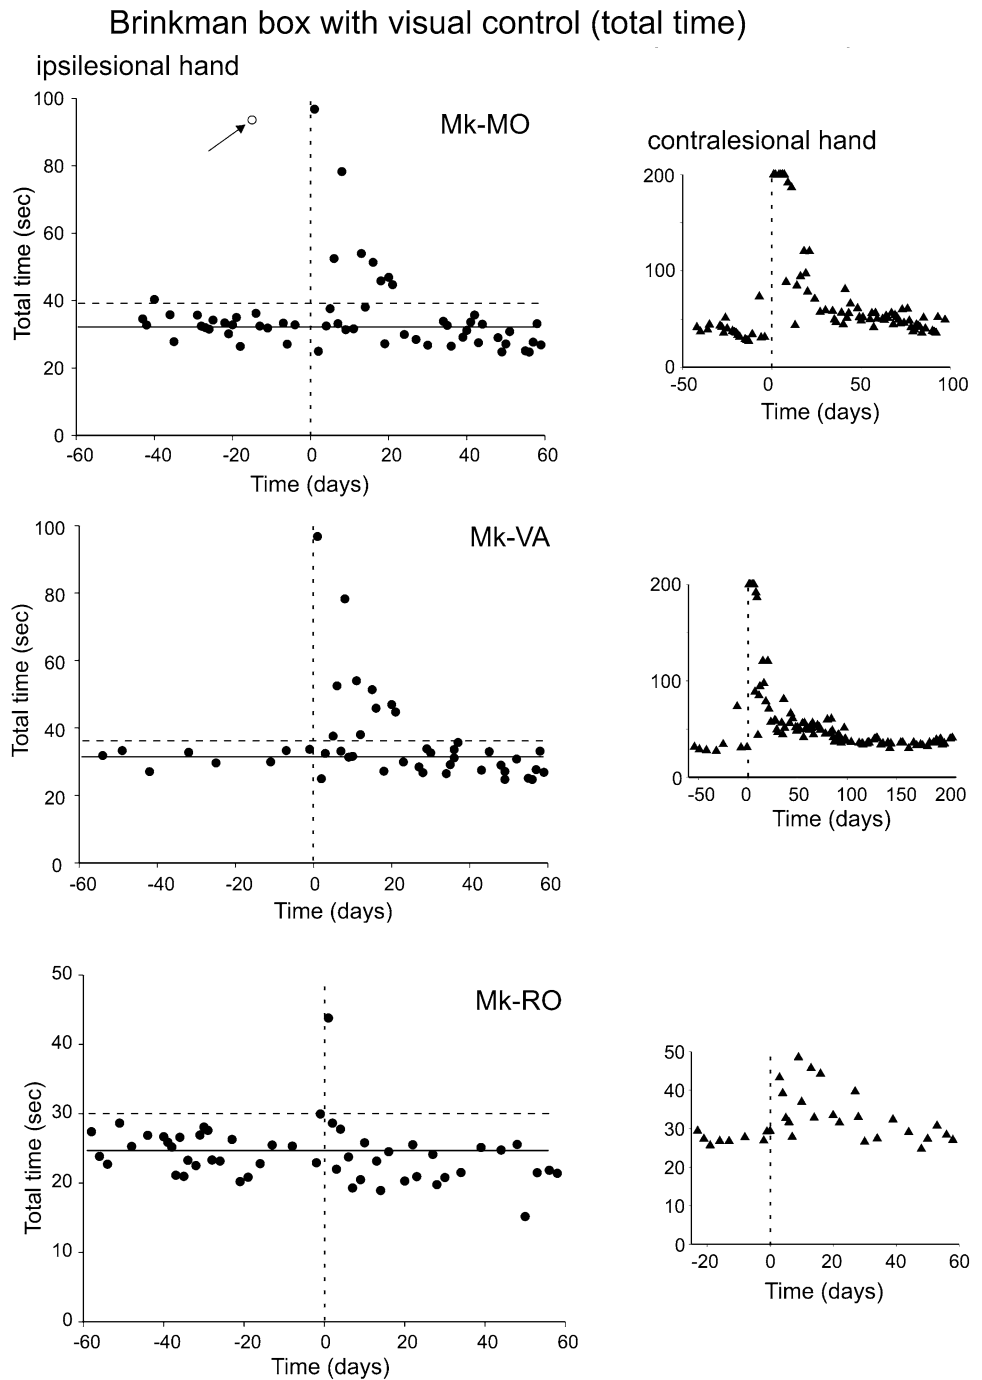 Brinkman box with visual control (total time)
ipsilesional hand
Mk-MO
Total time (sec)
100
80
60
40
20
0
-60 -40 -20 0 20 40 60
Time (days)
contralesional hand
200
100
0
-50 0 50 100
Time (days)
Mk-VA
Total time (sec)
100
80
60
40
20
0
-60 -40 -20 0 20 40 60
Time (days)
200
100
0
-50 0 50 100 150 200
Time (days)
Mk-RO
Total time (sec)
50
40
30
20
10
0
-60 -40 -20 0 20 40 60
Time (days)
50
40
30
20
10
0
-20 0 20 40 60
Time (days)